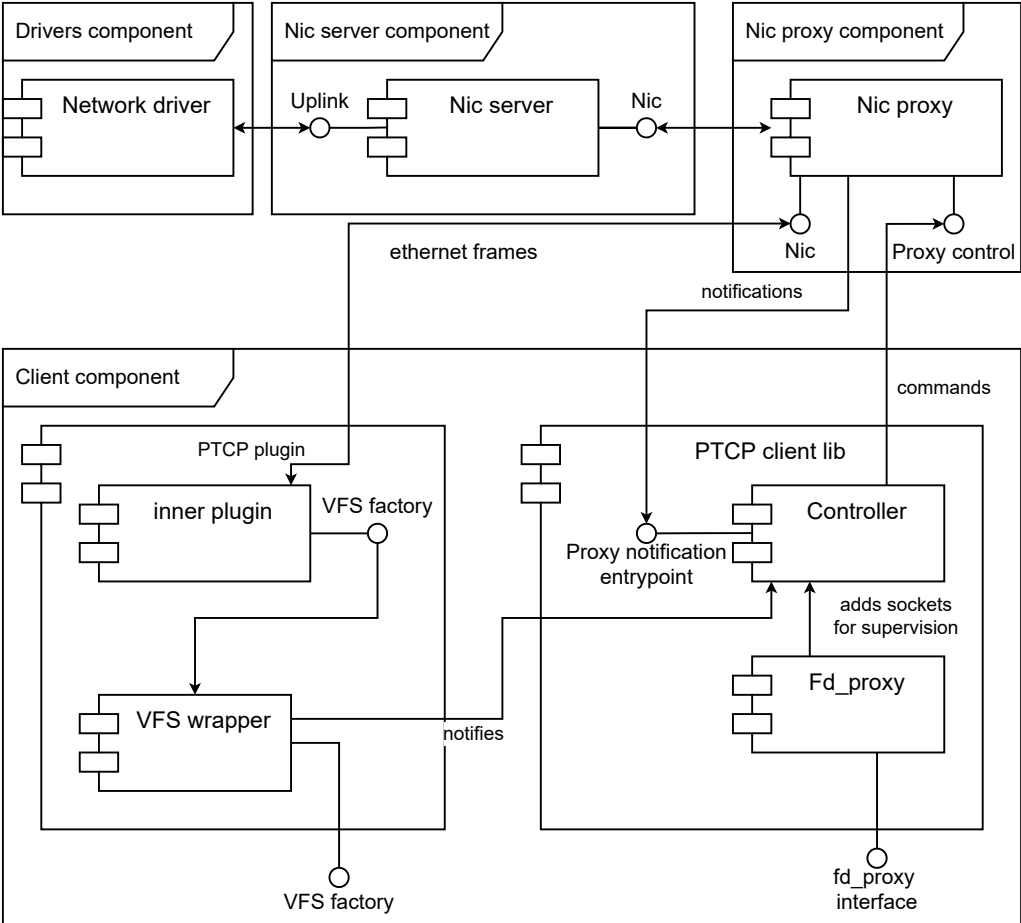 Drivers component
Nic server component
Nic proxy component
Network driver
Uplink
Nic server
Nic
Nic proxy
ethernet frames
Nic
Proxy control
notifications
Client component
commands
PTCP plugin
PTCP client lib
inner plugin
VFS factory
Controller
Proxy notification
entrypoint
adds sockets
for supervision
Fd_proxy
VFS wrapper
notifies
fd_proxy
interface
VFS factory